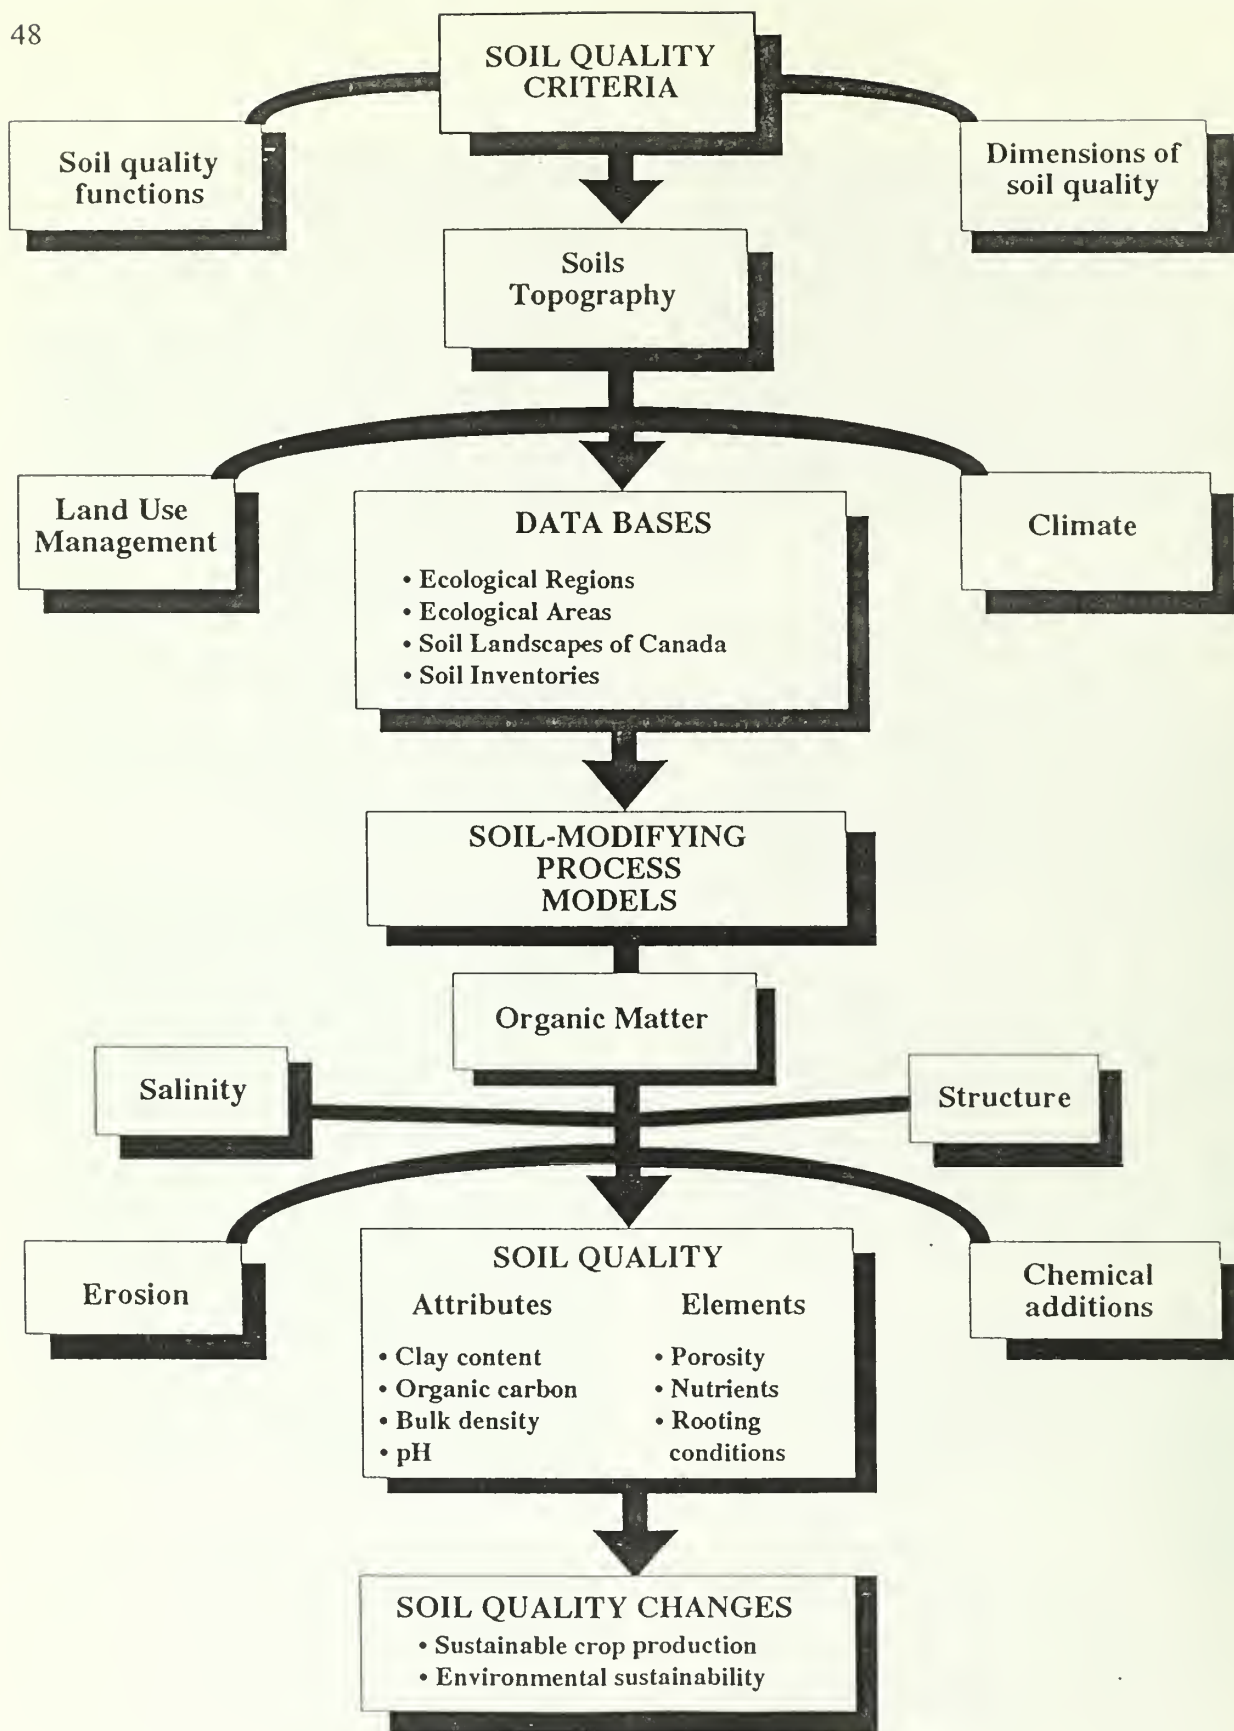 48
SOIL QUALITY
CRITERIA
Soil quality
functions
Dimensions of
soil quality
Soils
Topography
Land Use
Management
DATA BASES
• Ecological Regions
• Ecological Areas
• Soil Landscapes of Canada
• Soil Inventories
Climate
SOIL-MODIFYING
PROCESS
MODELS
Organic Matter
Salinity
Structure
Erosion
SOIL QUALITY
Attributes
• Clay content
• Organic carbon
• Bulk density
• pH
Elements
• Porosity
• Nutrients
• Rooting
conditions
Chemical
additions
SOIL QUALITY CHANGES
• Sustainable crop production
• Environmental sustainability